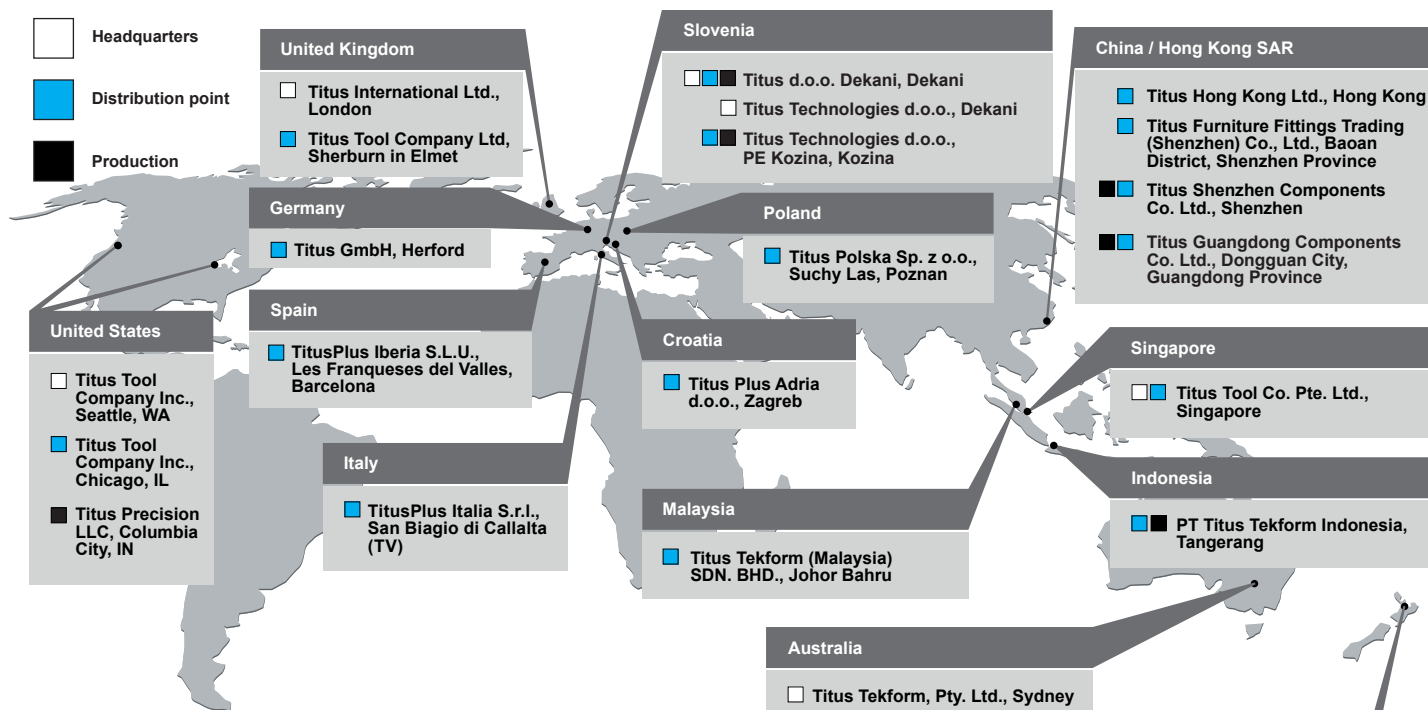 Headquarters
Distribution point
Production
United Kingdom
Titus International Ltd.,
London
Titus Tool Company Ltd,
Sherburn in Elmet
Slovenia
Titus d.o.o. Dekani, Dekani
Titus Technologies d.o.o., Dekani
Titus Technologies d.o.o.,
PE Kozina, Kozina
China / Hong Kong SAR
Titus Hong Kong Ltd., Hong Kong
Titus Furniture Fittings Trading
(Shenzhen) Co., Ltd., Baoan
District, Shenzhen Province
Titus Shenzhen Components
Co. Ltd., Shenzhen
Titus Guangdong Components
Co. Ltd., Dongguan City,
Guangdong Province
Germany
Titus GmbH, Herford
Poland
Titus Polska Sp. z o.o.,
Suchy Las, Poznan
United States
Titus Tool
Company Inc.,
Seattle, WA
Titus Tool
Company Inc.,
Chicago, IL
Titus Precision
LLC, Columbia
City, IN
Spain
TitusPlus Iberia S.L.U.,
Les Franqueses del Valles,
Barcelona
Croatia
Titus Plus Adria
d.o.o., Zagreb
Singapore
Titus Tool Co. Pte. Ltd.,
Singapore
Italy
TitusPlus Italia S.r.l.,
San Biagio di Callalta
(TV)
Malaysia
Titus Tekform (Malaysia)
SDN. BHD., Johor Bahru
Indonesia
PT Titus Tekform Indonesia,
Tangerang
Australia
Titus Tekform, Pty. Ltd., Sydney